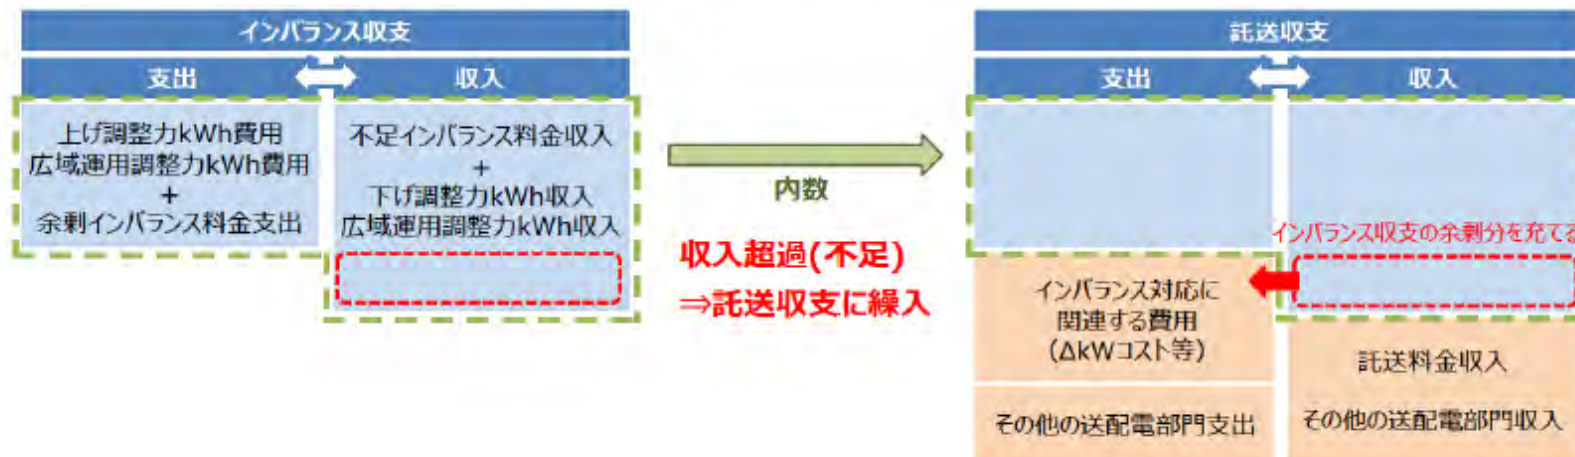 インバランス収支
支出
収入
上げ調整力kWh費用
広域運用調整力kWh費用
+
余剰インバランス料金支出
不足インバランス料金収入
+
下げ調整力kWh収入
広域運用調整力kWh収入
内数
収入超過(不足)
⇒託送収支に繰入
託送収支
支出
収入
インバランス収支の余剰分を充てる
インバランス対応に
関連する費用
(ΔkWコスト等)
その他の送配電部門支出
託送料金収入
その他の送配電部門収入